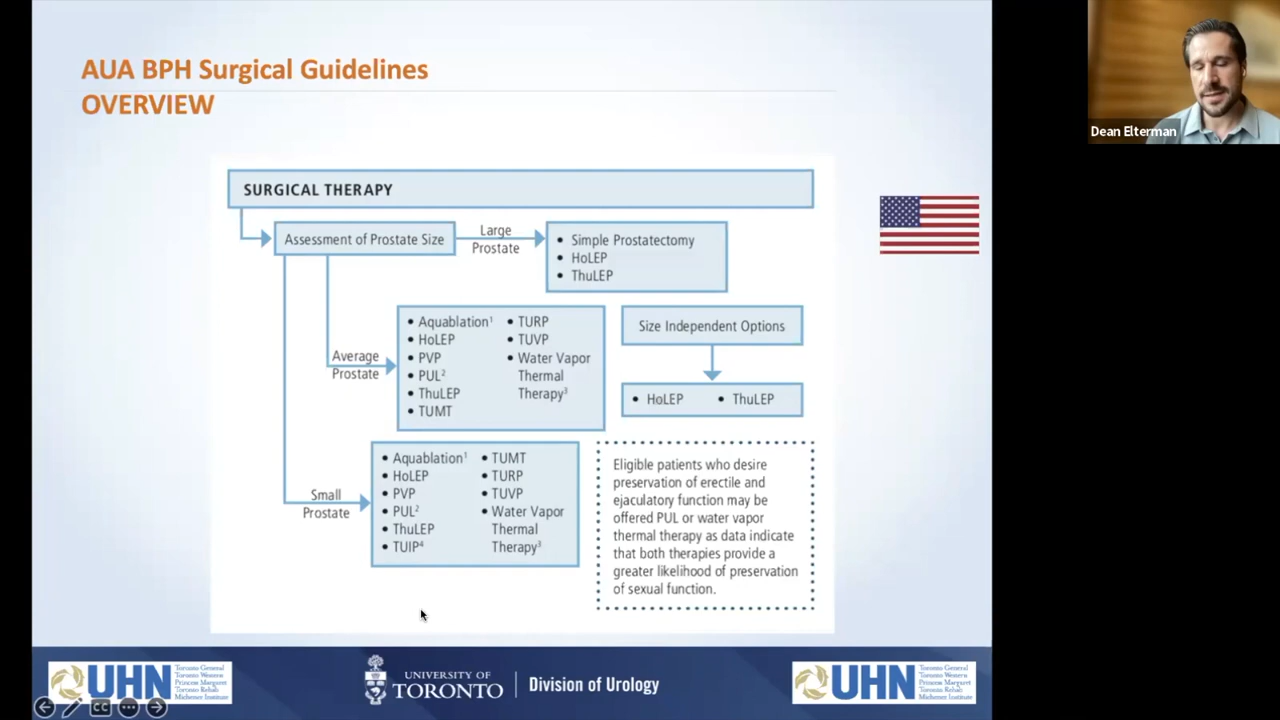 AUA BPH Surgical Guidelines
OVERVIEW
Dean Elterman
SURGICAL THERAPY
Assessment of Prostate Size
Large
Prostate
• Simple Prostatectomy
• HoLEP
• ThuLEP
Average
Prostate
• Aquablation¹
• HoLEP
• PVP
• PUL²
• ThuLEP
• TUMT
• TURP
• TUVP
• Water Vapor
Thermal
Therapy³
Size Independent Options
• HoLEP
• ThuLEP
Small
Prostate
• Aquablation¹
• HoLEP
• PVP
• PUL²
• ThuLEP
• TUIP⁴
• TUMT
• TURP
• TUVP
• Water Vapor
Thermal
Therapy³
Eligible patients who desire
preservation of erectile and
ejaculatory function may be
offered PUL or water vapor
thermal therapy as data indicate
that both therapies provide a
greater likelihood of preservation
of sexual function.
UHN
Toronto General
Toronto Western
Princess Margaret
Toronto Rehab
Michener Institute
UNIVERSITY OF
TORONTO
Division of Urology
UHN
Toronto General
Toronto Western
Princess Margaret
Toronto Rehab
Michener Institute
CC